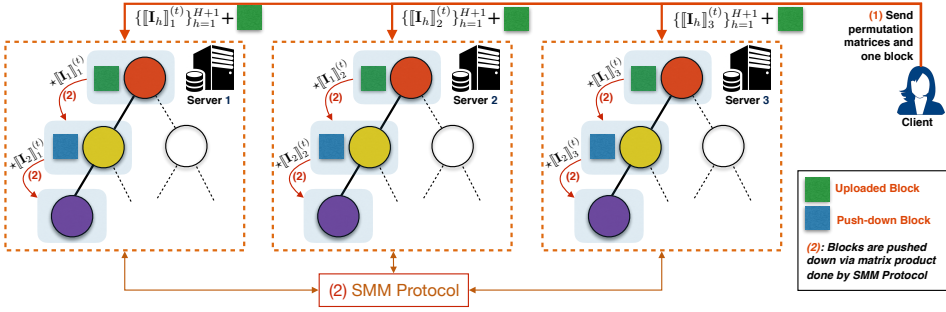 {⟦I_h⟧_1^(t)}_{h=1}^{H+1} +
{⟦I_h⟧_2^(t)}_{h=1}^{H+1} +
{⟦I_h⟧_3^(t)}_{h=1}^{H+1} +
(1) Send
permutation
matrices and
one block
Client
⋆⟦I_1⟧_1^(t)
(2)
Server 1
⋆⟦I_2⟧_1^(t)
(2)
⋆⟦I_1⟧_2^(t)
(2)
Server 2
⋆⟦I_2⟧_2^(t)
(2)
⋆⟦I_1⟧_3^(t)
(2)
Server 3
⋆⟦I_2⟧_3^(t)
(2)
Uploaded Block
Push-down Block
(2): Blocks are pushed
down via matrix product
done by SMM Protocol
(2) SMM Protocol